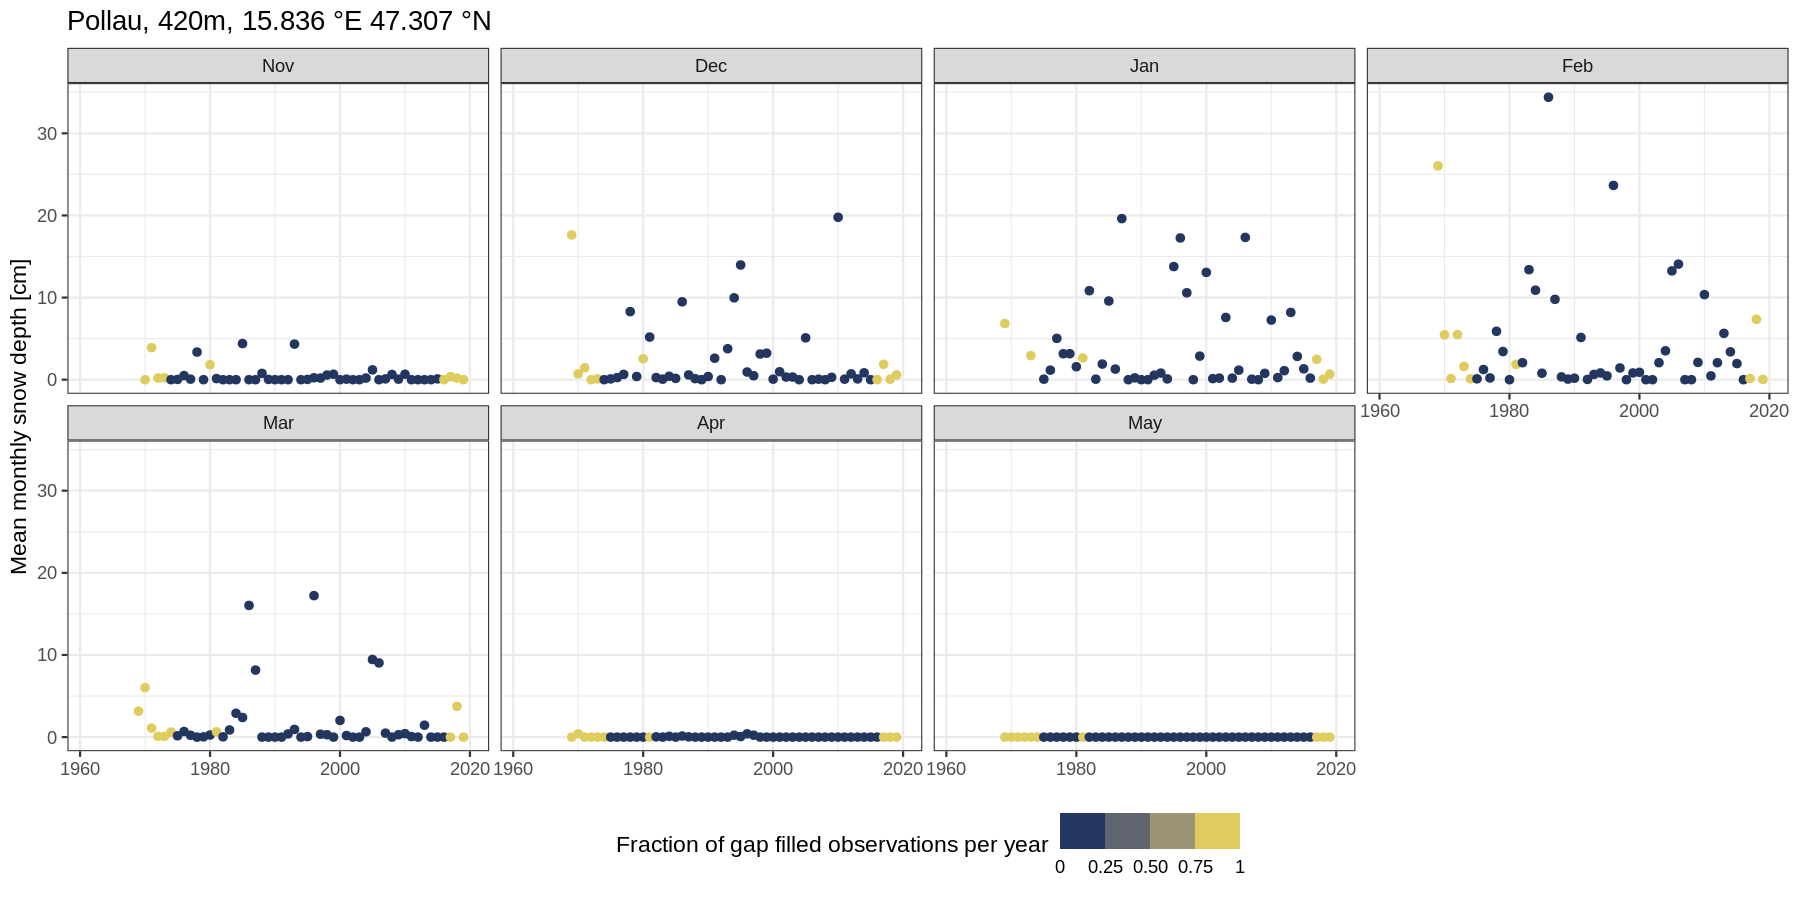 Pollau, 420m, 15.836 °E 47.307 °N
Nov
Dec
Jan
Feb
30
20
10
0
1960
1980
2000
2020
Mean monthly snow depth [cm]
Mar
Apr
May
30
20
10
0
1960
1980
2000
2020
1960
1980
2000
2020
1960
1980
2000
2020
Fraction of gap filled observations per year
0 0.25 0.50 0.75 1